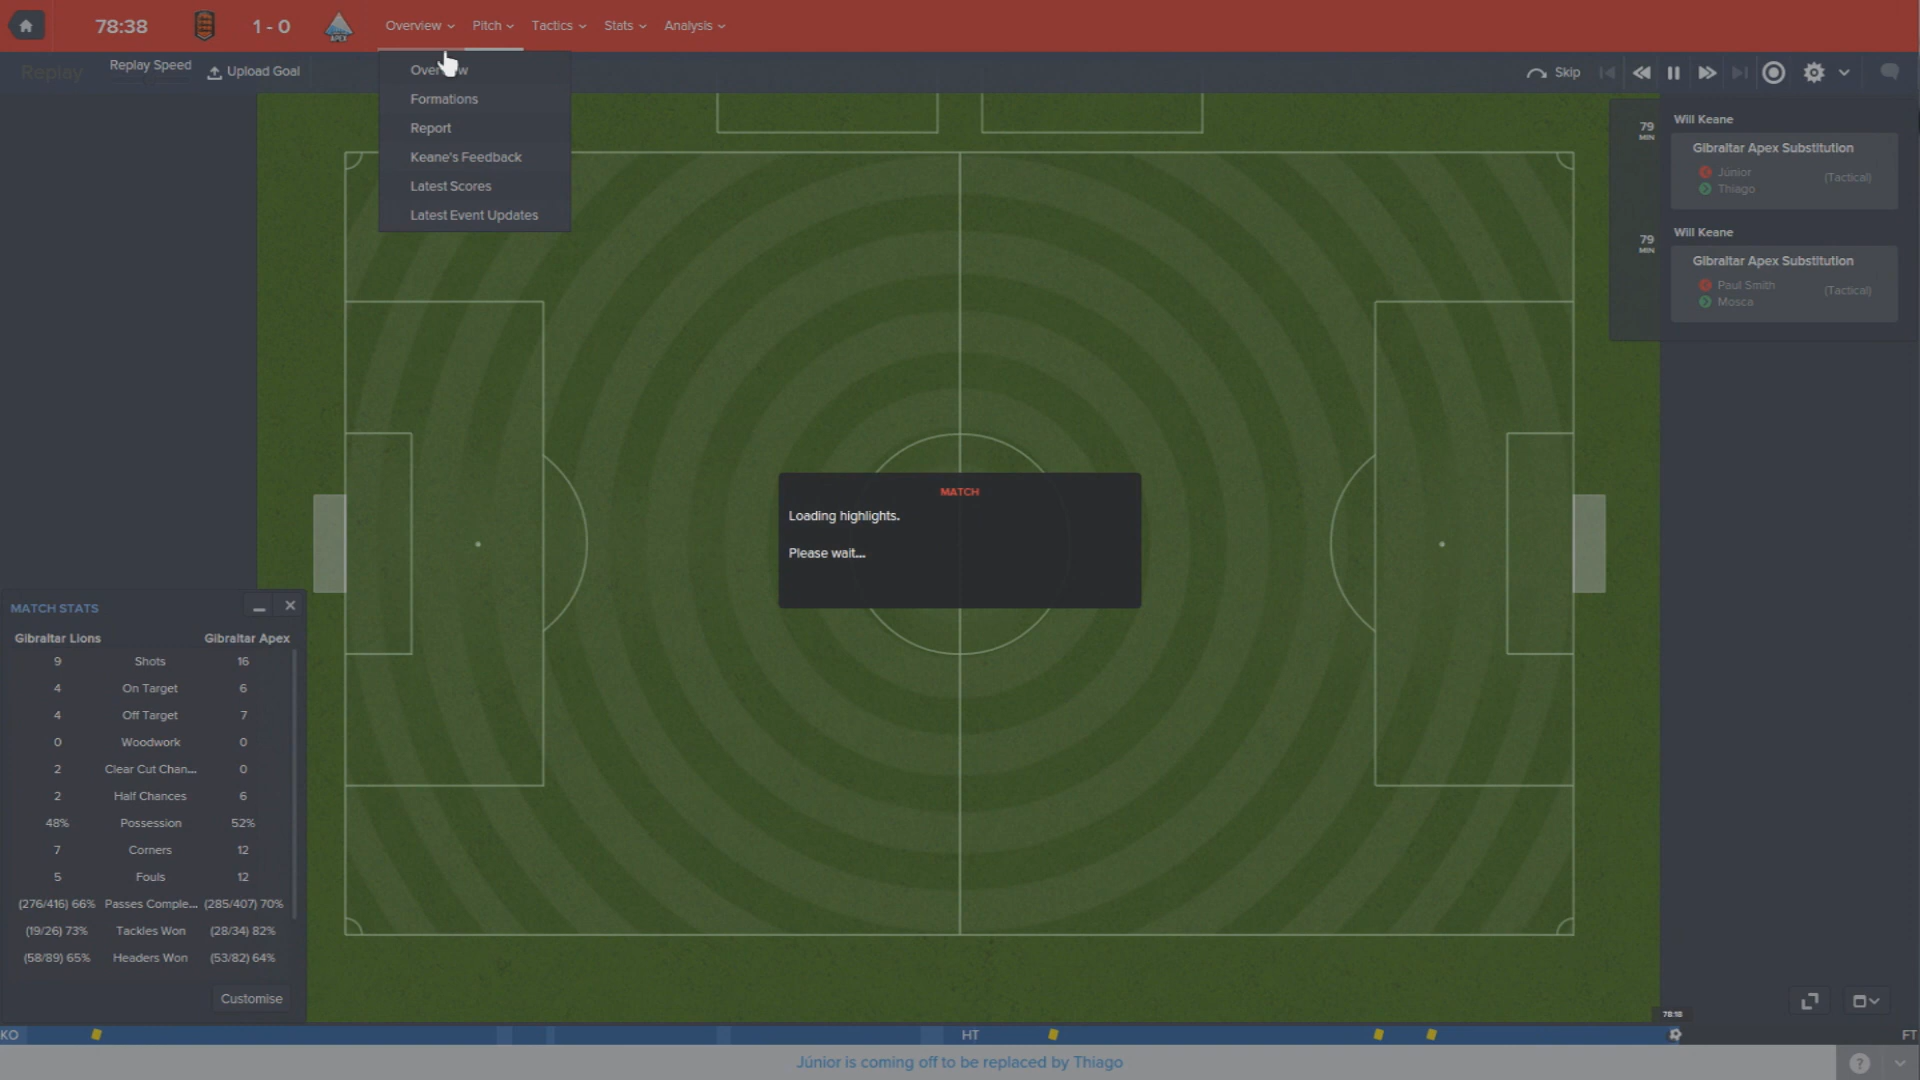 78:38 1 - 0 APEX Overview Pitch Tactics Stats Analysis
Replay Replay Speed Upload Goal Skip
Overview
Formations
Report
Keane's Feedback
Latest Scores
Latest Event Updates
79 MIN Will Keane
Gibraltar Apex Substitution
Júnior
Thiago
(Tactical)
79 MIN Will Keane
Gibraltar Apex Substitution
Paul Smith
Mosca
(Tactical)
MATCH
Loading highlights.
Please wait...
MATCH STATS
Gibraltar Lions Gibraltar Apex
9 Shots 16
4 On Target 6
4 Off Target 7
0 Woodwork 0
2 Clear Cut Chan... 0
2 Half Chances 6
48% Possession 52%
7 Corners 12
5 Fouls 12
(276/416) 66% Passes Comple... (285/407) 70%
(19/26) 73% Tackles Won (28/34) 82%
(58/89) 65% Headers Won (53/82) 64%
Customise
78:18
KO HT FT
Júnior is coming off to be replaced by Thiago
?